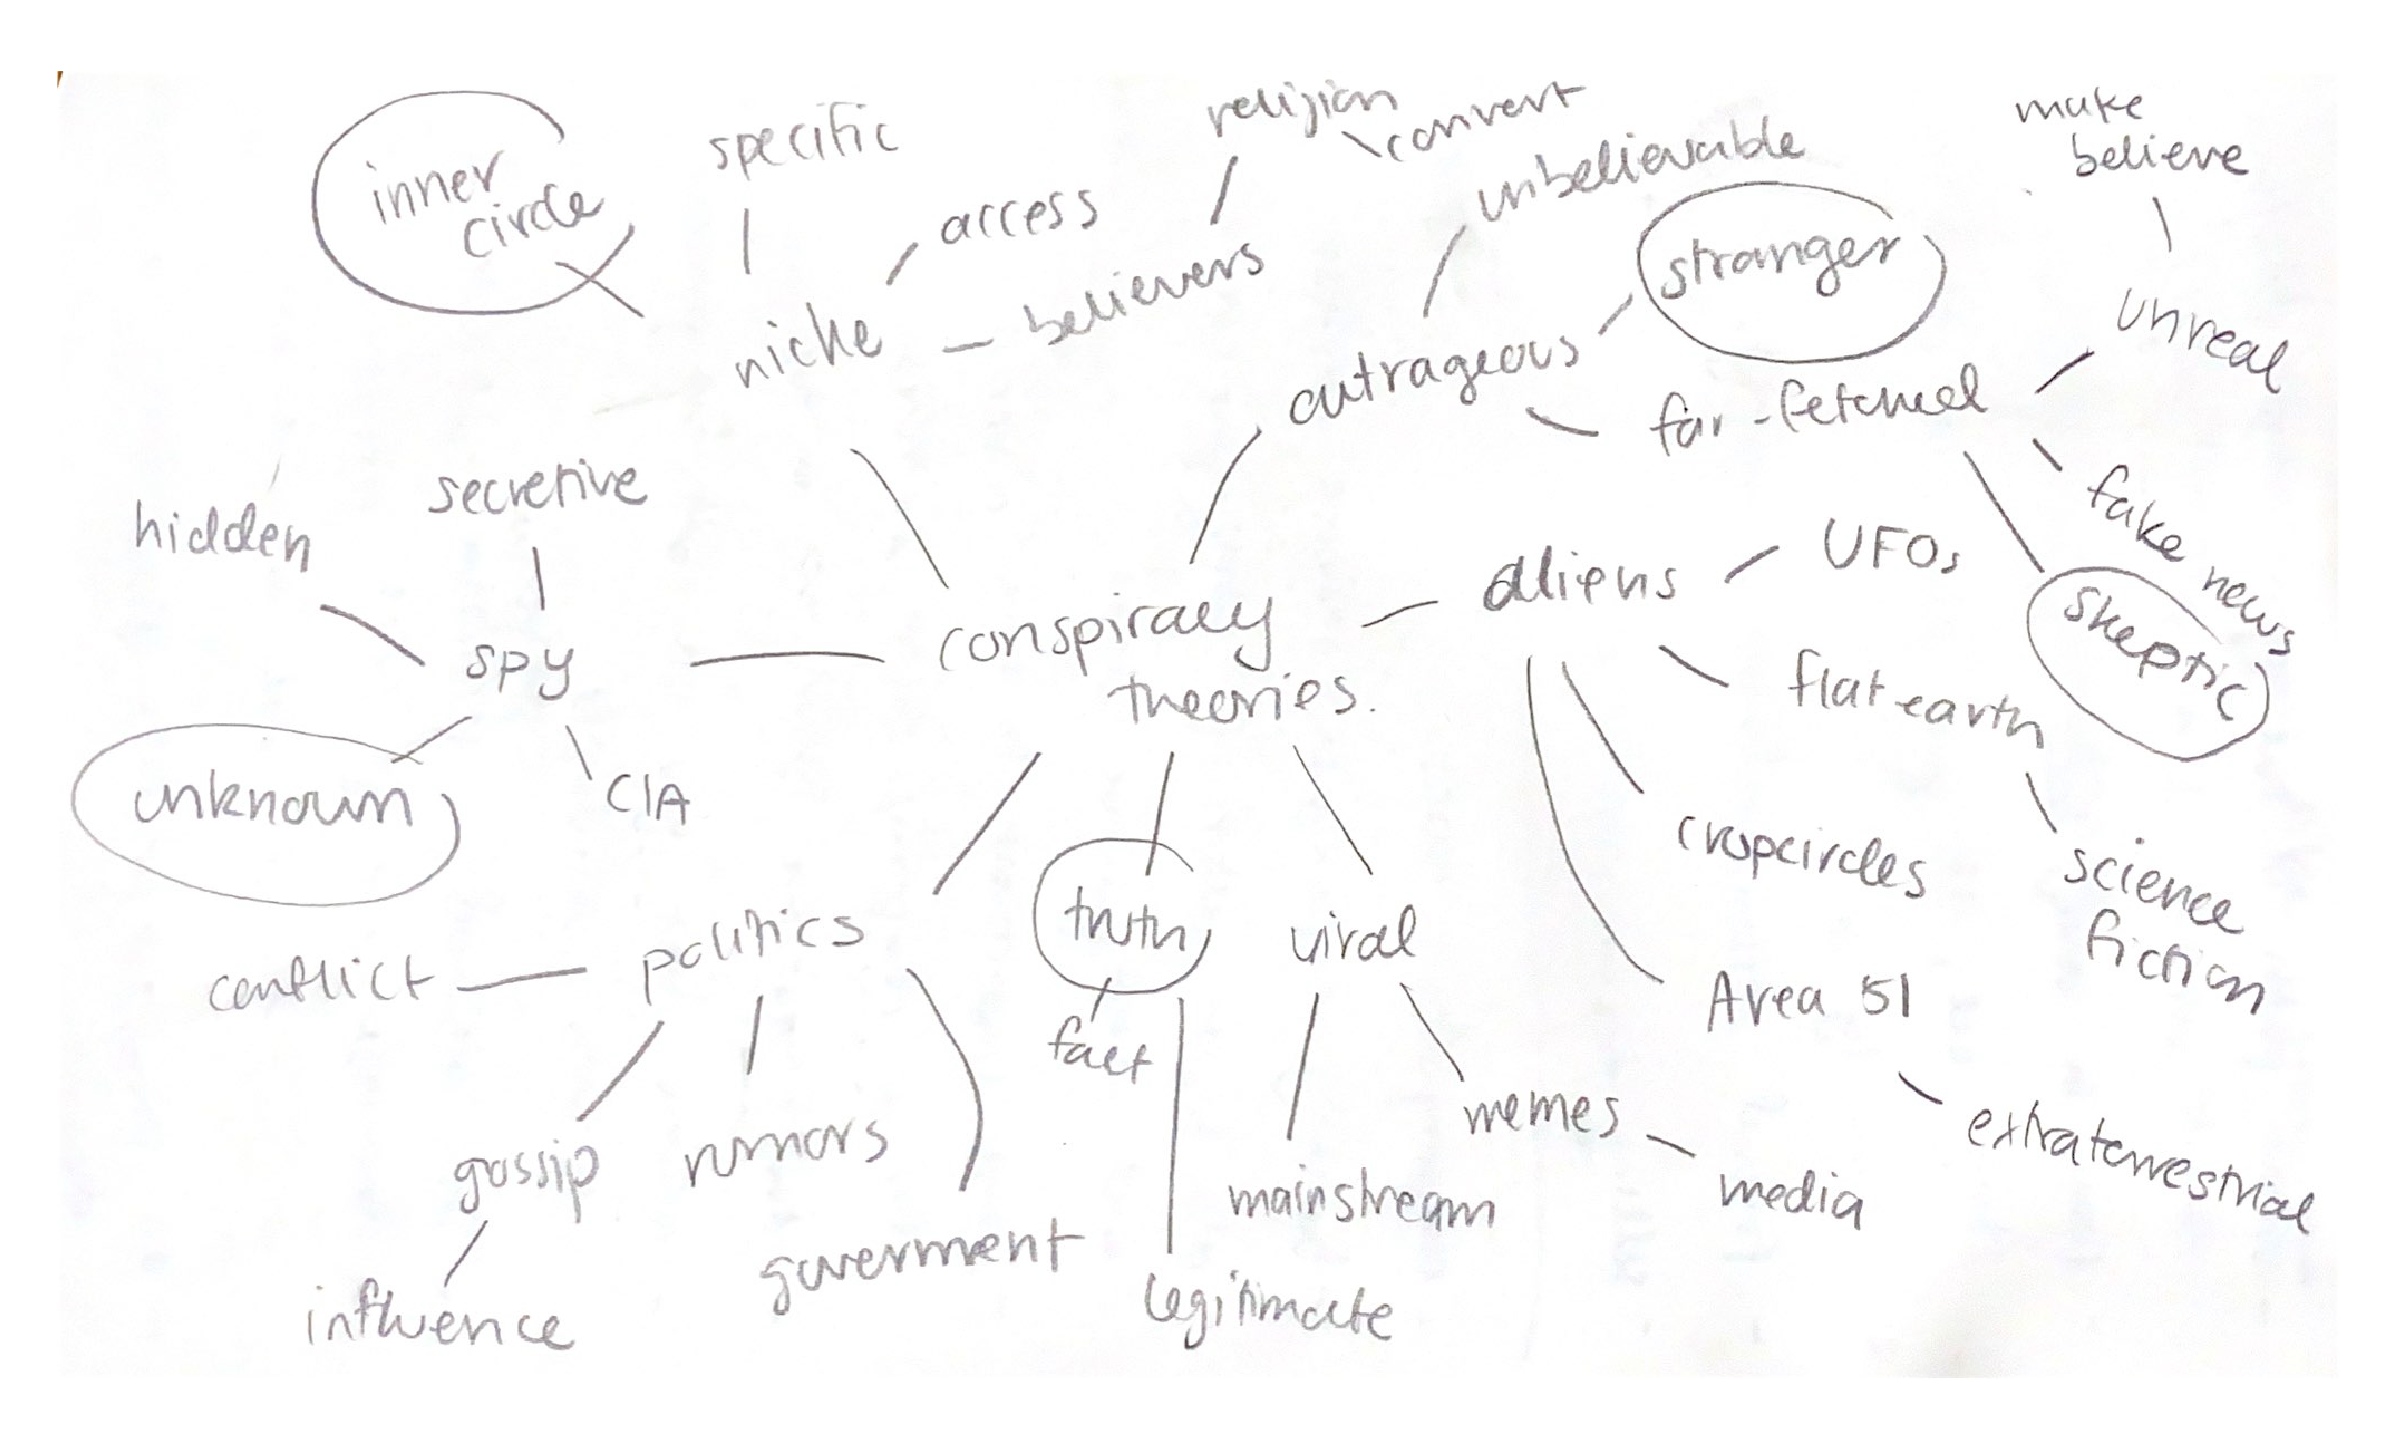 inner
circle
specific
access
religion
convert
believers
niche
unbelievable
stranger
outrageous
far-fetched
make
believe
unreal
fake news
skeptic
hidden
secretive
spy
unknown
CIA
conspiracy
theories.
aliens
UFOs
flat earth
science
fiction
cropcircles
Area 51
extraterrestrial
politics
conflict
gossip
influence
rumors
goverment
truth
fact
legitimate
viral
mainstream
memes
media